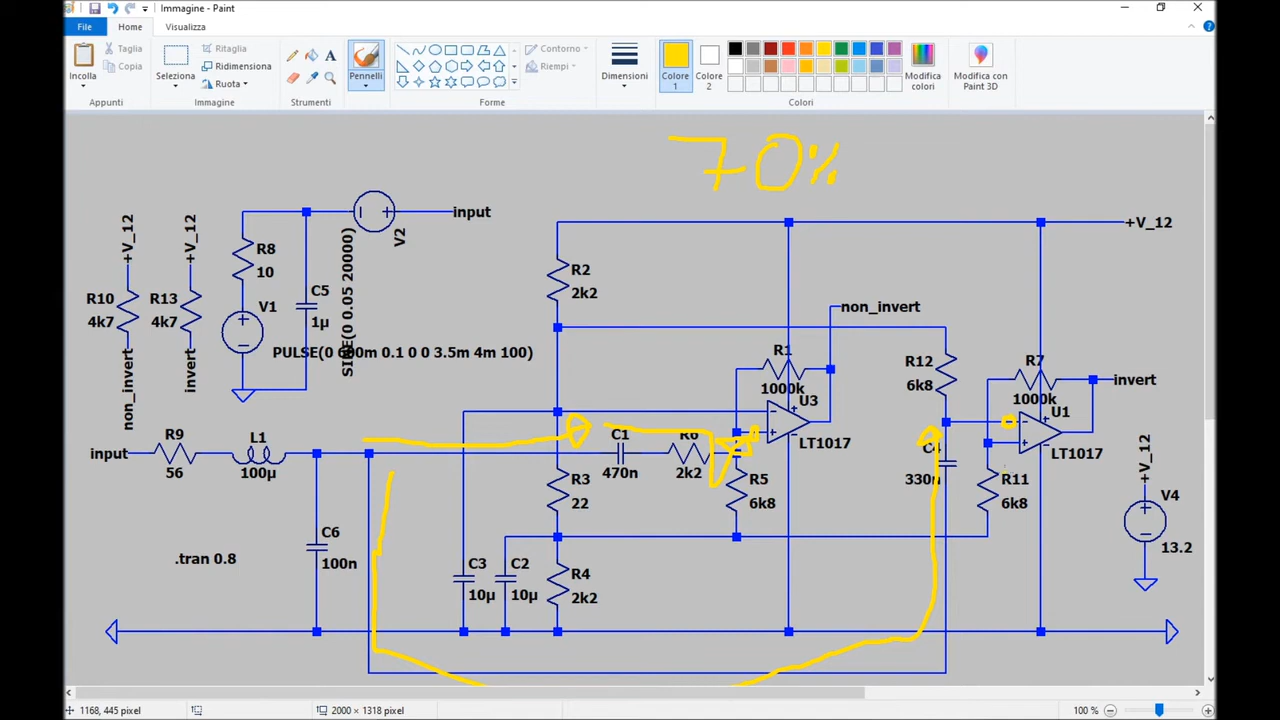 Immagine - Paint
File Home Visualizza
Incolla
Taglia
Copia
Appunti
Seleziona
Ritaglia
Ridimensiona
Ruota
Immagine
A
Strumenti
Pennelli
Contorno
Riempi
Forme
Dimensioni
Colore 1
Colore 2
Modifica colori
Modifica con Paint 3D
Colori
70%
V2
input
+V_12
+V_12
+V_12
R8
10
C5
1µ
V1
R10
4k7
R13
4k7
non_invert
invert
PULSE(0 600m 0.1 0 0 3.5m 4m 100)
SINE(0 0.05 20000)
R2
2k2
non_invert
R1
1000k
U3
LT1017
R12
6k8
R7
1000k
invert
U1
LT1017
input
R9
56
L1
100µ
C1
470n
R6
2k2
R5
6k8
R3
22
C4
330n
R11
6k8
+V_12
V4
13.2
C6
100n
.tran 0.8
C3
10µ
C2
10µ
R4
2k2
1168, 445 pixel
2000 × 1318 pixel
100 %